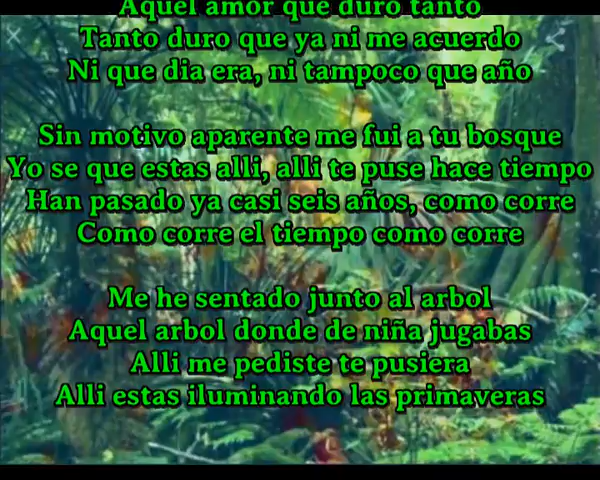 Aquel amor que duro tanto
Tanto duro que ya ni me acuerdo
Ni que dia era, ni tampoco que año
Sin motivo aparente me fui a tu bosque
Yo se que estas alli, alli te puse hace tiempo
Han pasado ya casi seis años, como corre
Como corre el tiempo como corre
Me he sentado junto al arbol
Aquel arbol donde de niña jugabas
Alli me pediste te pusiera
Alli estas iluminando las primaveras